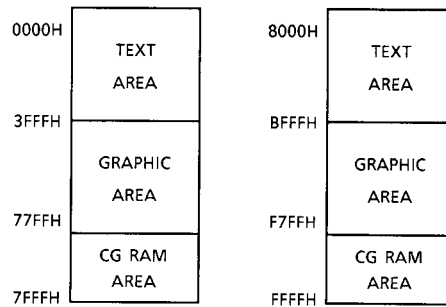 0000H
TEXT
AREA
3FFFH
GRAPHIC
AREA
77FFH
CG RAM
AREA
7FFFH
8000H
TEXT
AREA
BFFFH
GRAPHIC
AREA
F7FFH
CG RAM
AREA
FFFFH